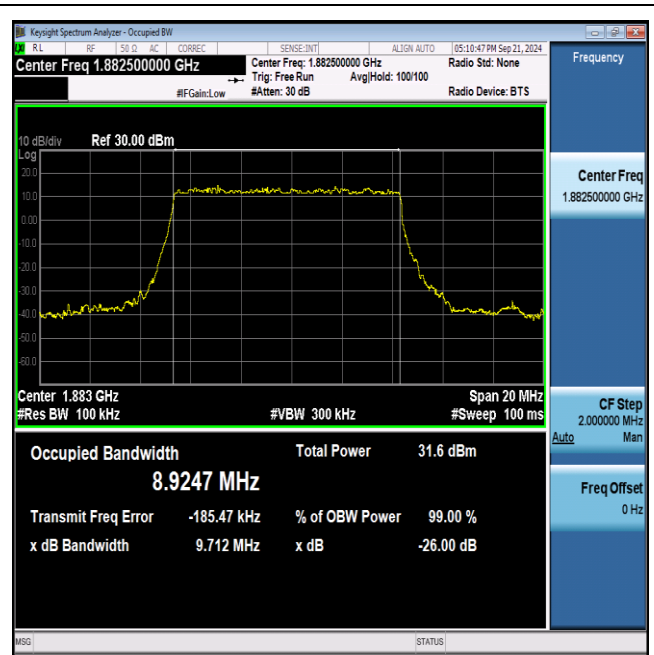 Keysight Spectrum Analyzer - Occupied BW
LXI RL RF 50 Ω AC CORREC SENSE:INT ALIGN AUTO 05:10:47 PM Sep 21, 2024
Center Freq 1.882500000 GHz Center Freq: 1.882500000 GHz Radio Std: None Frequency
Trig: Free Run Avg|Hold: 100/100
#IFGain:Low #Atten: 30 dB Radio Device: BTS
10 dB/div Ref 30.00 dBm
Log
20.0
10.0
0.00
-10.0
-20.0
-30.0
-40.0
-50.0
-60.0
Center Freq
1.882500000 GHz
Center 1.883 GHz Span 20 MHz
#Res BW 100 kHz #VBW 300 kHz #Sweep 100 ms
CF Step
2.000000 MHz
Auto Man
Occupied Bandwidth Total Power 31.6 dBm
8.9247 MHz
Transmit Freq Error -185.47 kHz % of OBW Power 99.00 %
x dB Bandwidth 9.712 MHz x dB -26.00 dB
Freq Offset
0 Hz
MSG STATUS